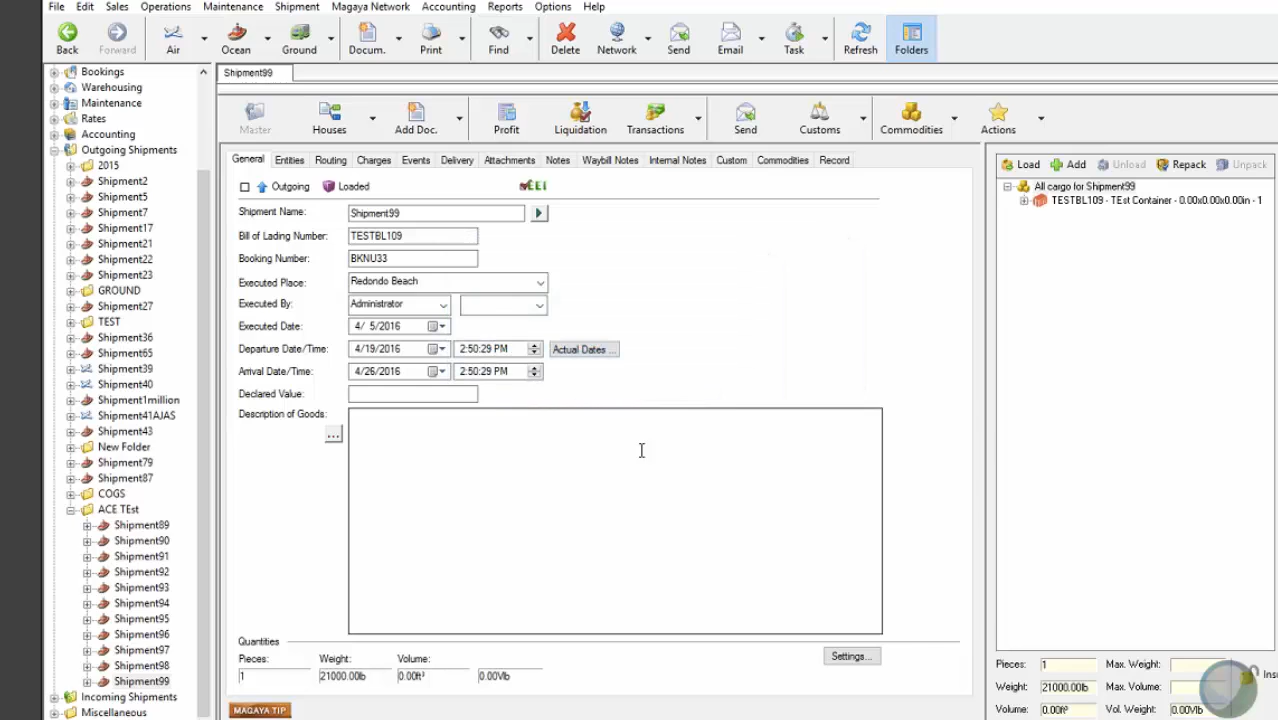 File Edit Sales Operations Maintenance Shipment Magaya Network Accounting Reports Options Help
Back Forward Air Ocean Ground Docum. Print Find Delete Network Send Email Task Refresh Folders
Bookings
Warehousing
Maintenance
Rates
Accounting
Outgoing Shipments
2015
Shipment2
Shipment5
Shipment7
Shipment17
Shipment21
Shipment22
Shipment23
GROUND
Shipment27
TEST
Shipment36
Shipment65
Shipment39
Shipment40
Shipment1million
Shipment41AJAS
Shipment43
New Folder
Shipment79
Shipment87
COGS
ACE TEst
Shipment89
Shipment90
Shipment91
Shipment92
Shipment93
Shipment94
Shipment95
Shipment96
Shipment97
Shipment98
Shipment99
Incoming Shipments
Miscellaneous
Shipment99
Master Houses Add Doc. Profit Liquidation Transactions Send Customs Commodities Actions
General Entities Routing Charges Events Delivery Attachments Notes Waybill Notes Internal Notes Custom Commodities Record
Outgoing Loaded EEI
Shipment Name: Shipment99
Bill of Lading Number: TESTBL109
Booking Number: BKNU33
Executed Place: Redondo Beach
Executed By: Administrator
Executed Date: 4/ 5/2016
Departure Date/Time: 4/19/2016 2:50:29 PM Actual Dates ...
Arrival Date/Time: 4/26/2016 2:50:29 PM
Declared Value:
Description of Goods:
...
Quantities
Pieces: Weight: Volume:
1 21000.00lb 0.00ft³ 0.00Vlb
Settings...
MAGAYA TIP
Load Add Unload Repack Unpack
All cargo for Shipment99
TESTBL109 - TEst Container - 0.00x0.00x0.00in - 1
Pieces: 1 Max. Weight:
Weight: 21000.00lb Max. Volume:
Volume: 0.00ft³ Vol. Weight: 0.00Vlb